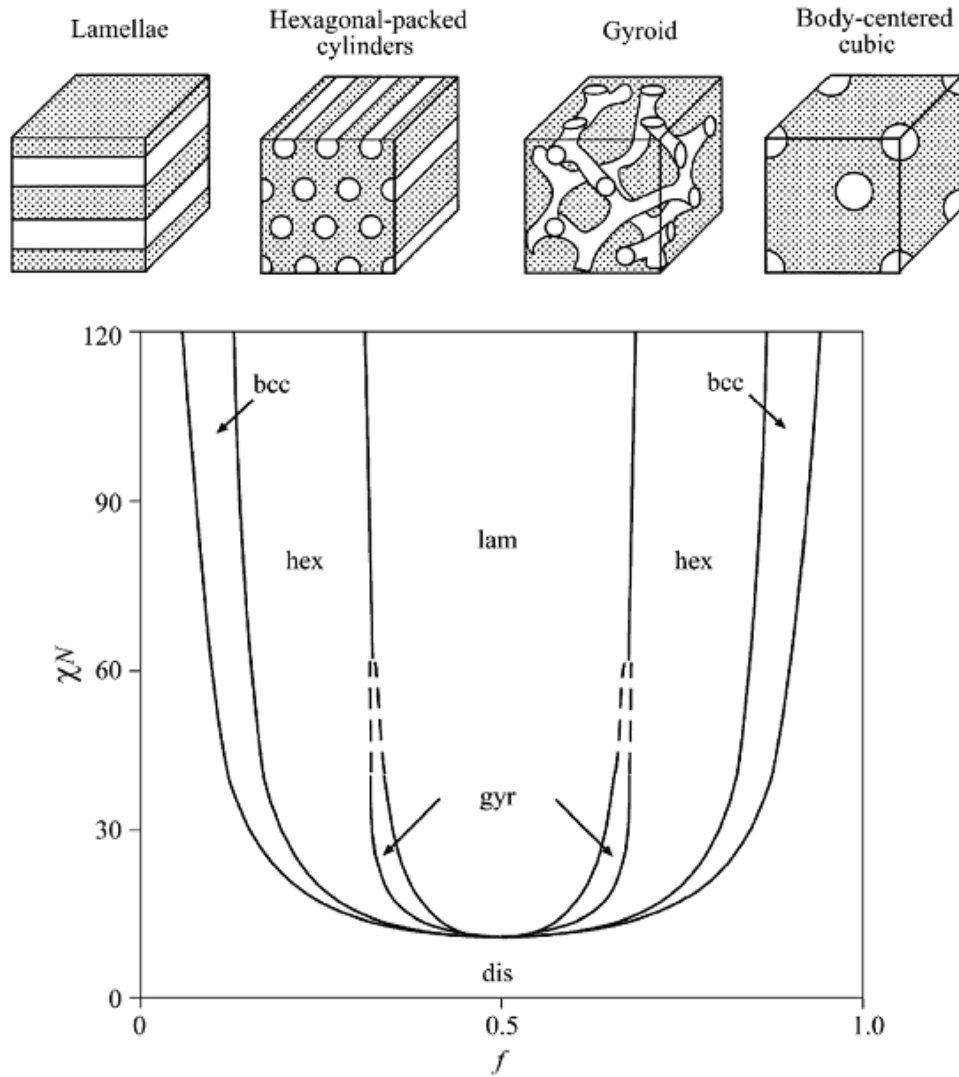 Lamellae
Hexagonal-packed
cylinders
Gyroid
Body-centered
cubic
120
bcc
bcc
90
lam
hex
hex
χN
60
gyr
30
dis
0
0
0.5
1.0
f